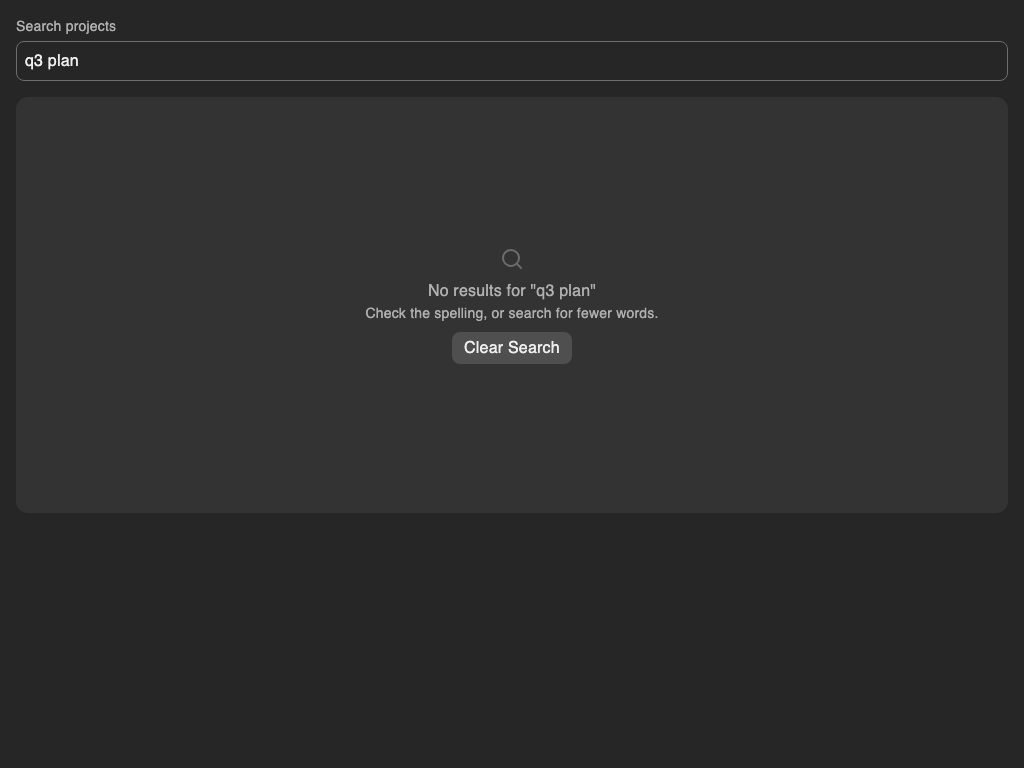 Search projects
q3 plan
No results for "q3 plan"
Check the spelling, or search for fewer words.
Clear Search